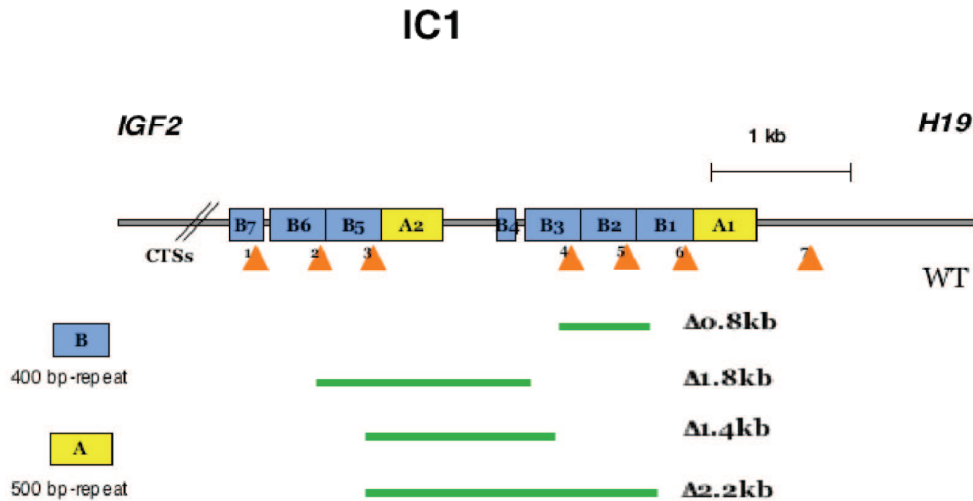 IC1
IGF2 H19
1 kb
B7 B6 B5 A2 B4 B3 B2 B1 A1
CTSs 1 2 3 4 5 6 7
WT
B Δ0.8kb
400 bp-repeat Δ1.8kb
A Δ1.4kb
500 bp-repeat Δ2.2kb